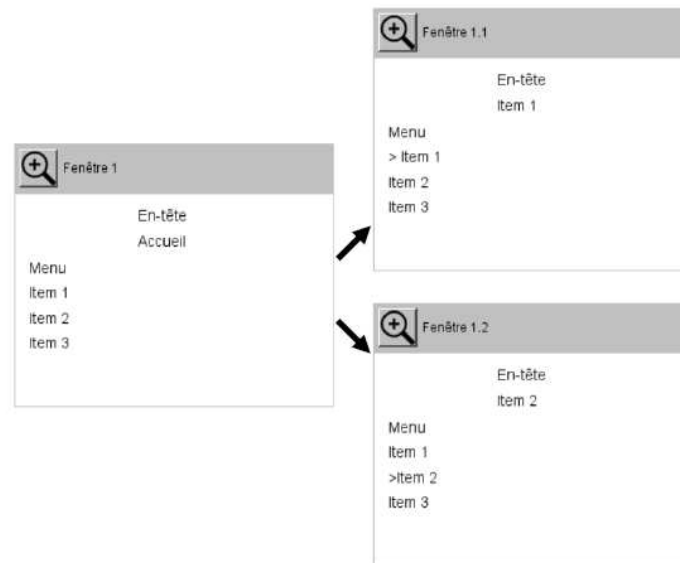 Fenêtre 1
En-tête
Accueil
Menu
Item 1
Item 2
Item 3
Fenêtre 1.1
En-tête
Item 1
Menu
> Item 1
Item 2
Item 3
Fenêtre 1.2
En-tête
Item 2
Menu
Item 1
>Item 2
Item 3